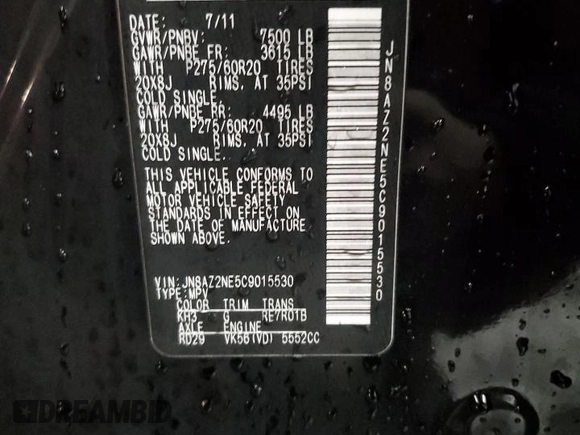 DATE: 7/11
GVWR/PNBV: 7500 LB
GAWR/PNBE FR: 3615 LB
WITH P275/60R20 TIRES
20X8J RIMS, AT 35PSI
COLD SINGLE.
GAWR/PNBE RR: 4495 LB
WITH P275/60R20 TIRES
20X8J RIMS, AT 35PSI
COLD SINGLE.
THIS VEHICLE CONFORMS TO
ALL APPLICABLE FEDERAL
MOTOR VEHICLE SAFETY
STANDARDS IN EFFECT ON
THE DATE OF MANUFACTURE
SHOWN ABOVE.
VIN: JN8AZ2NE5C9015530
TYPE: MPV
COLOR TRIM TRANS
KH3 G RE7R01B
AXLE ENGINE
RD29 VK56(VD) 5552CC
JN8AZ2NE5C9015530
DREAMBID